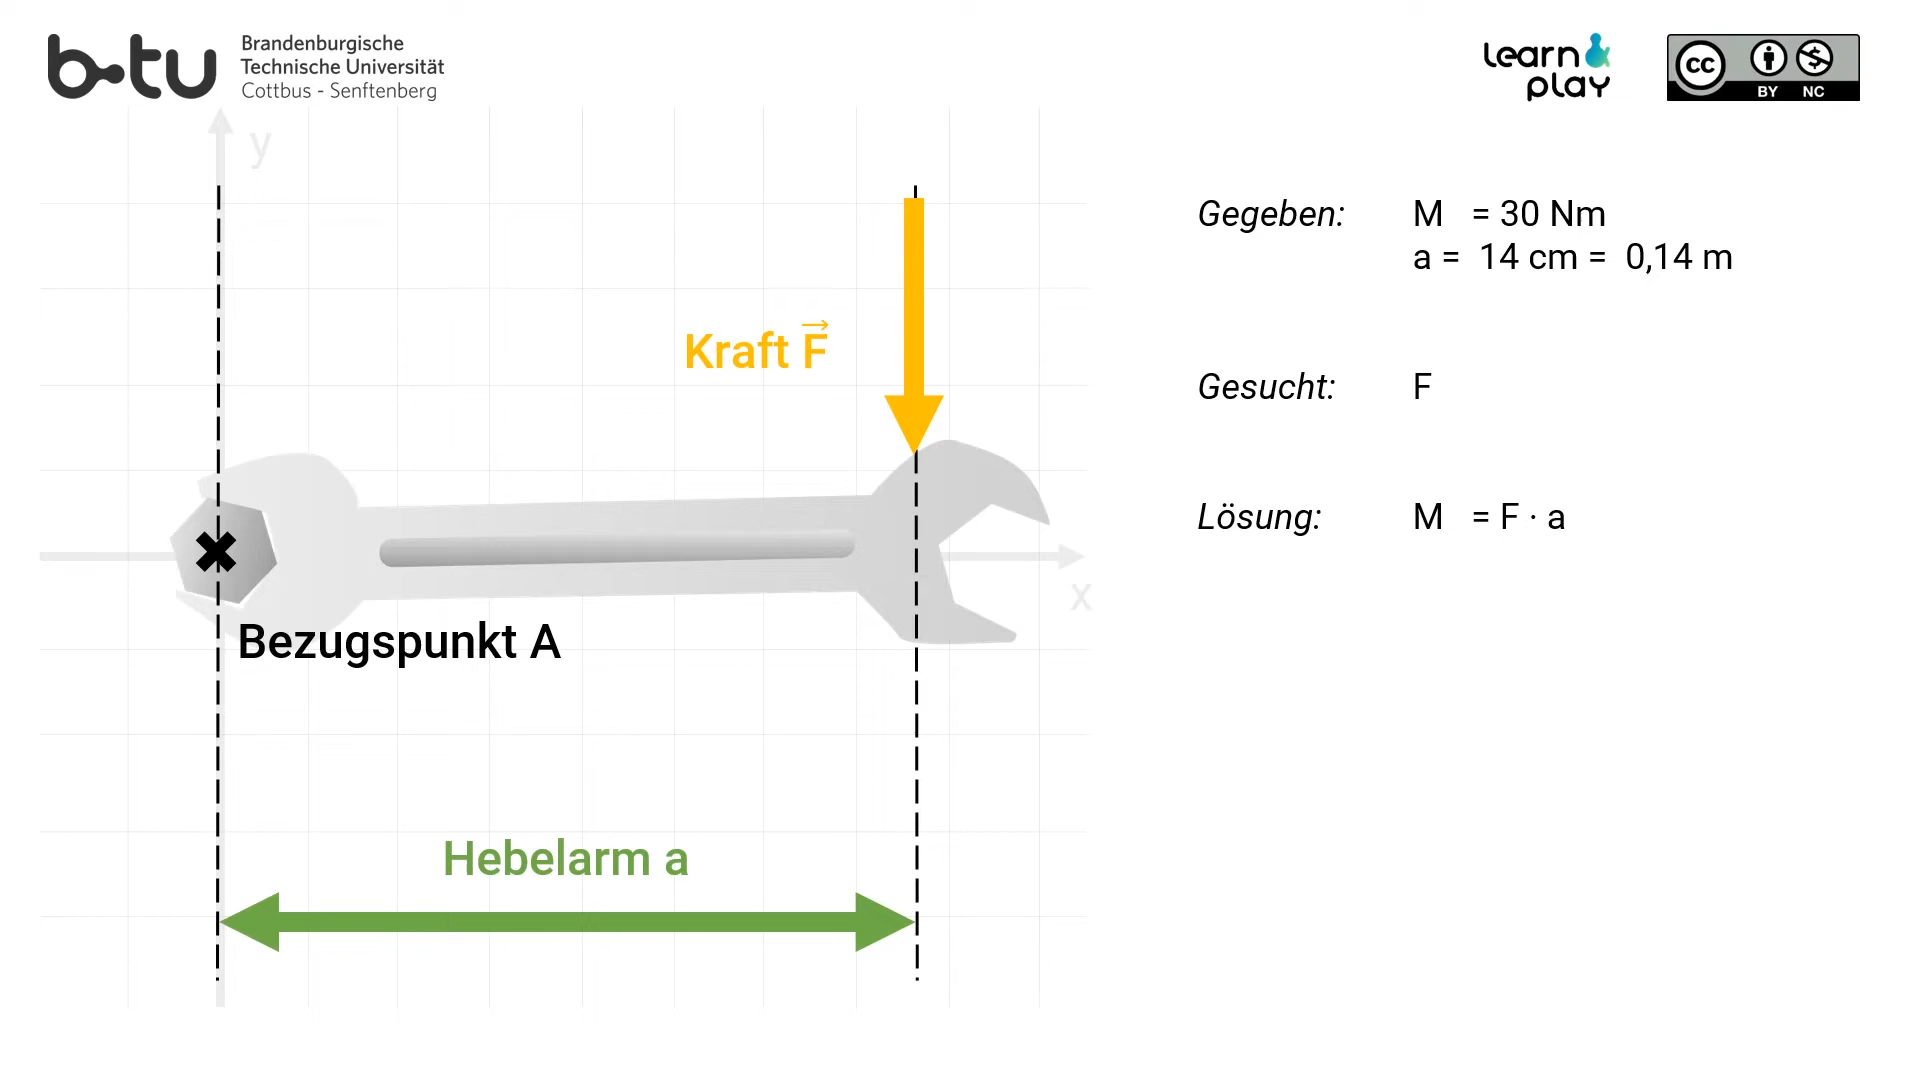 b-tu
Brandenburgische
Technische Universität
Cottbus - Senftenberg
Learn &
play
CC
BY NC
y
Gegeben: M = 30 Nm
a = 14 cm = 0,14 m
Kraft F
Gesucht: F
Lösung: M = F · a
x
Bezugspunkt A
Hebelarm a